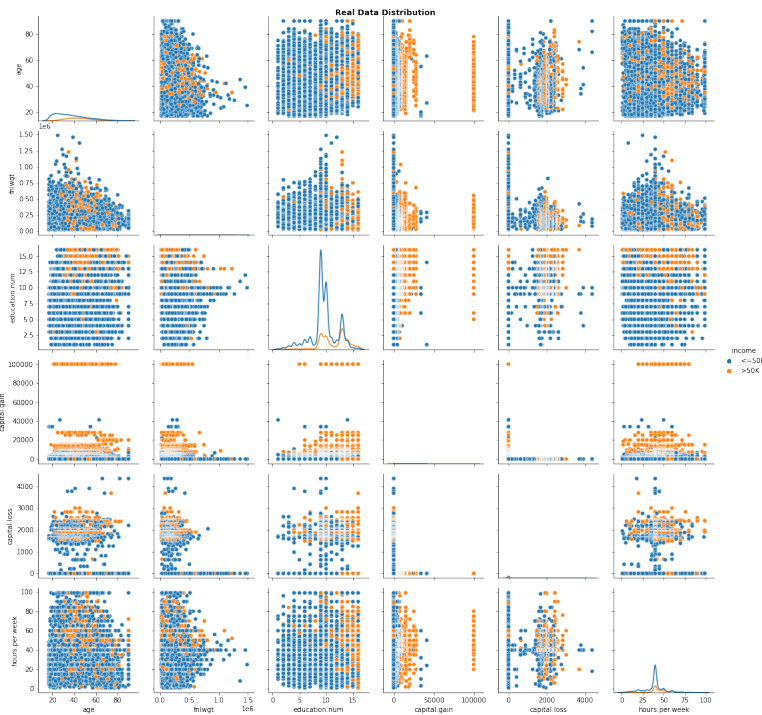 Real Data Distribution
80
60
40
20
age
1e6
1.50
1.25
1.00
0.75
0.50
0.25
0.00
fnlwgt
15.0
12.5
10.0
7.5
5.0
2.5
education.num
income
<=50K
>50K
100000
80000
60000
40000
20000
0
capital.gain
4000
3000
2000
1000
0
capital.loss
100
80
60
40
20
0
hours.per.week
20 40 60 80
age
0.0 0.5 1.0 1.5
1e6
fnlwgt
0 5 10 15
education.num
0 50000 100000
capital.gain
0 2000 4000
capital.loss
0 25 50 75 100
hours.per.week